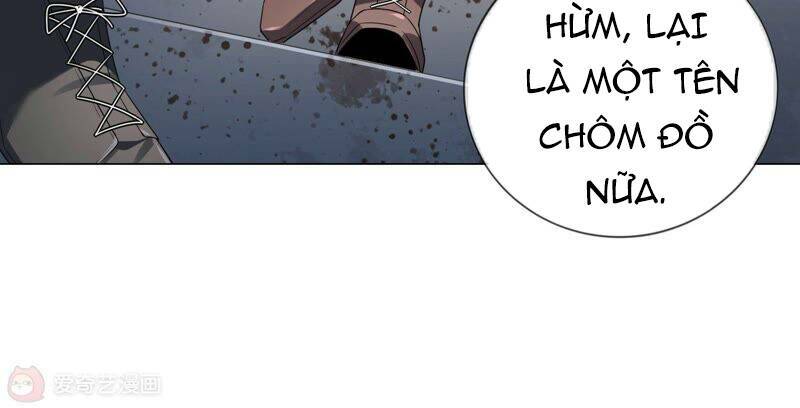 HỪM, LẠI
LÀ MỘT TÊN
CHÔM ĐỒ
NỮA.
爱奇艺漫画